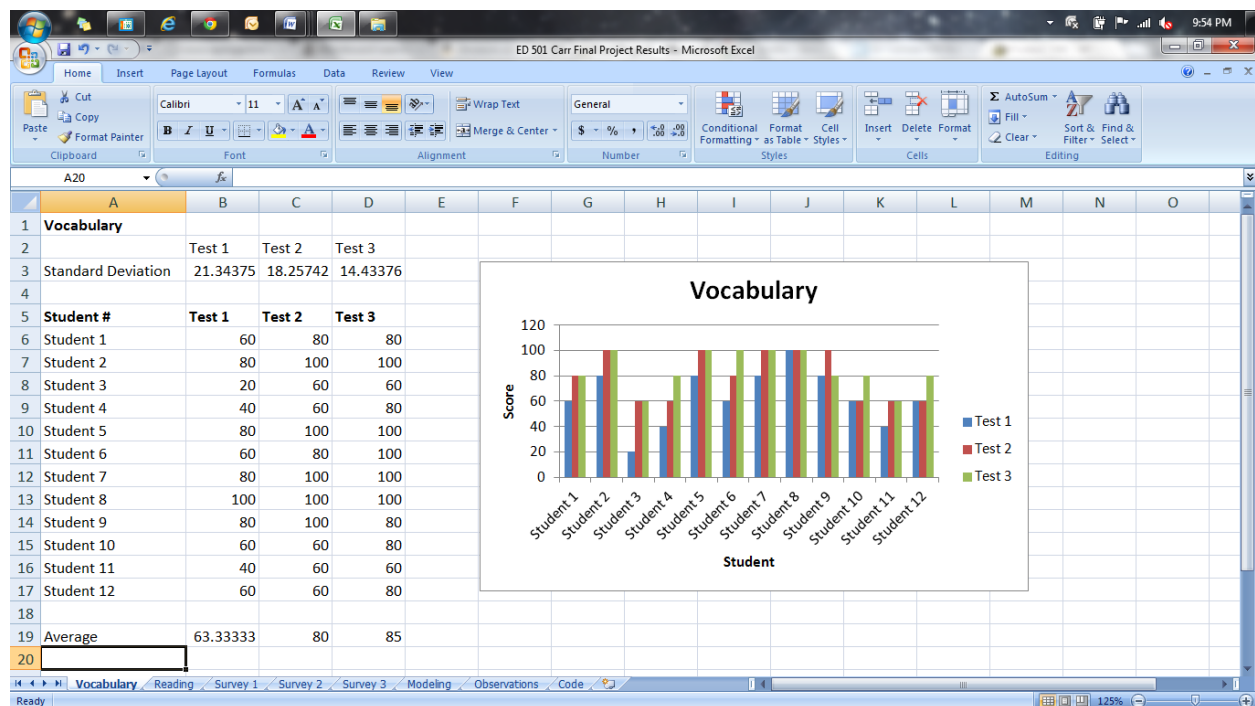 9:54 PM
ED 501 Carr Final Project Results - Microsoft Excel
Home Insert Page Layout Formulas Data Review View
Paste
Cut
Copy
Format Painter
Clipboard
Calibri 11 A A
B I U A
Font
Wrap Text
Merge & Center
Alignment
General
$ % , .0 .00 .00 .0
Number
Conditional Formatting
Format as Table
Cell Styles
Styles
Insert Delete Format
Cells
Σ AutoSum
Fill
Clear
Sort & Filter
Find & Select
Editing
A20 fx
A B C D E F G H I J K L M N O
1 Vocabulary
2 Test 1 Test 2 Test 3
3 Standard Deviation 21.34375 18.25742 14.43376
4
5 Student # Test 1 Test 2 Test 3
6 Student 1 60 80 80
7 Student 2 80 100 100
8 Student 3 20 60 60
9 Student 4 40 60 80
10 Student 5 80 100 100
11 Student 6 60 80 100
12 Student 7 80 100 100
13 Student 8 100 100 100
14 Student 9 80 100 80
15 Student 10 60 60 80
16 Student 11 40 60 60
17 Student 12 60 60 80
18
19 Average 63.33333 80 85
20
Vocabulary
Score
120
100
80
60
40
20
0
Student 1 Student 2 Student 3 Student 4 Student 5 Student 6 Student 7 Student 8 Student 9 Student 10 Student 11 Student 12
Student
Test 1
Test 2
Test 3
Vocabulary Reading Survey 1 Survey 2 Survey 3 Modeling Observations Code
Ready 125%